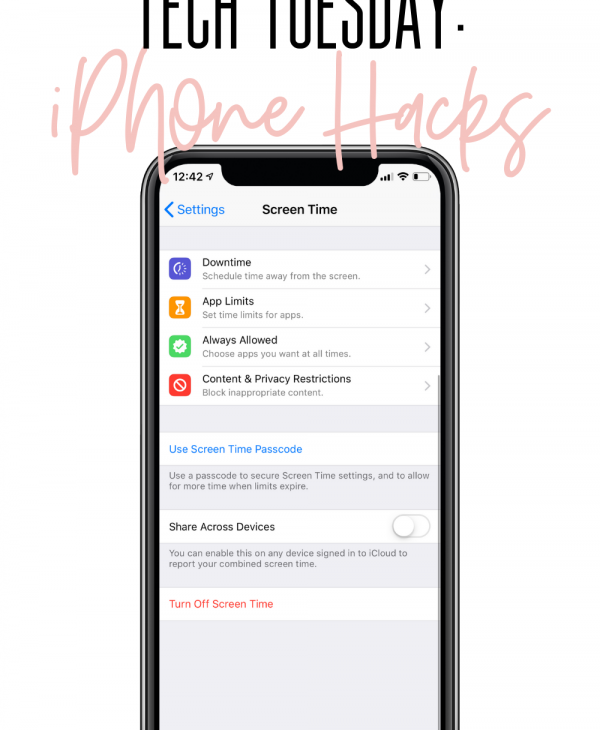 TECH TUESDAY:
iPhone Hacks
12:42
Settings
Screen Time
Downtime
Schedule time away from the screen.
App Limits
Set time limits for apps.
Always Allowed
Choose apps you want at all times.
Content & Privacy Restrictions
Block inappropriate content.
Use Screen Time Passcode
Use a passcode to secure Screen Time settings, and to allow
for more time when limits expire.
Share Across Devices
You can enable this on any device signed in to iCloud to
report your combined screen time.
Turn Off Screen Time